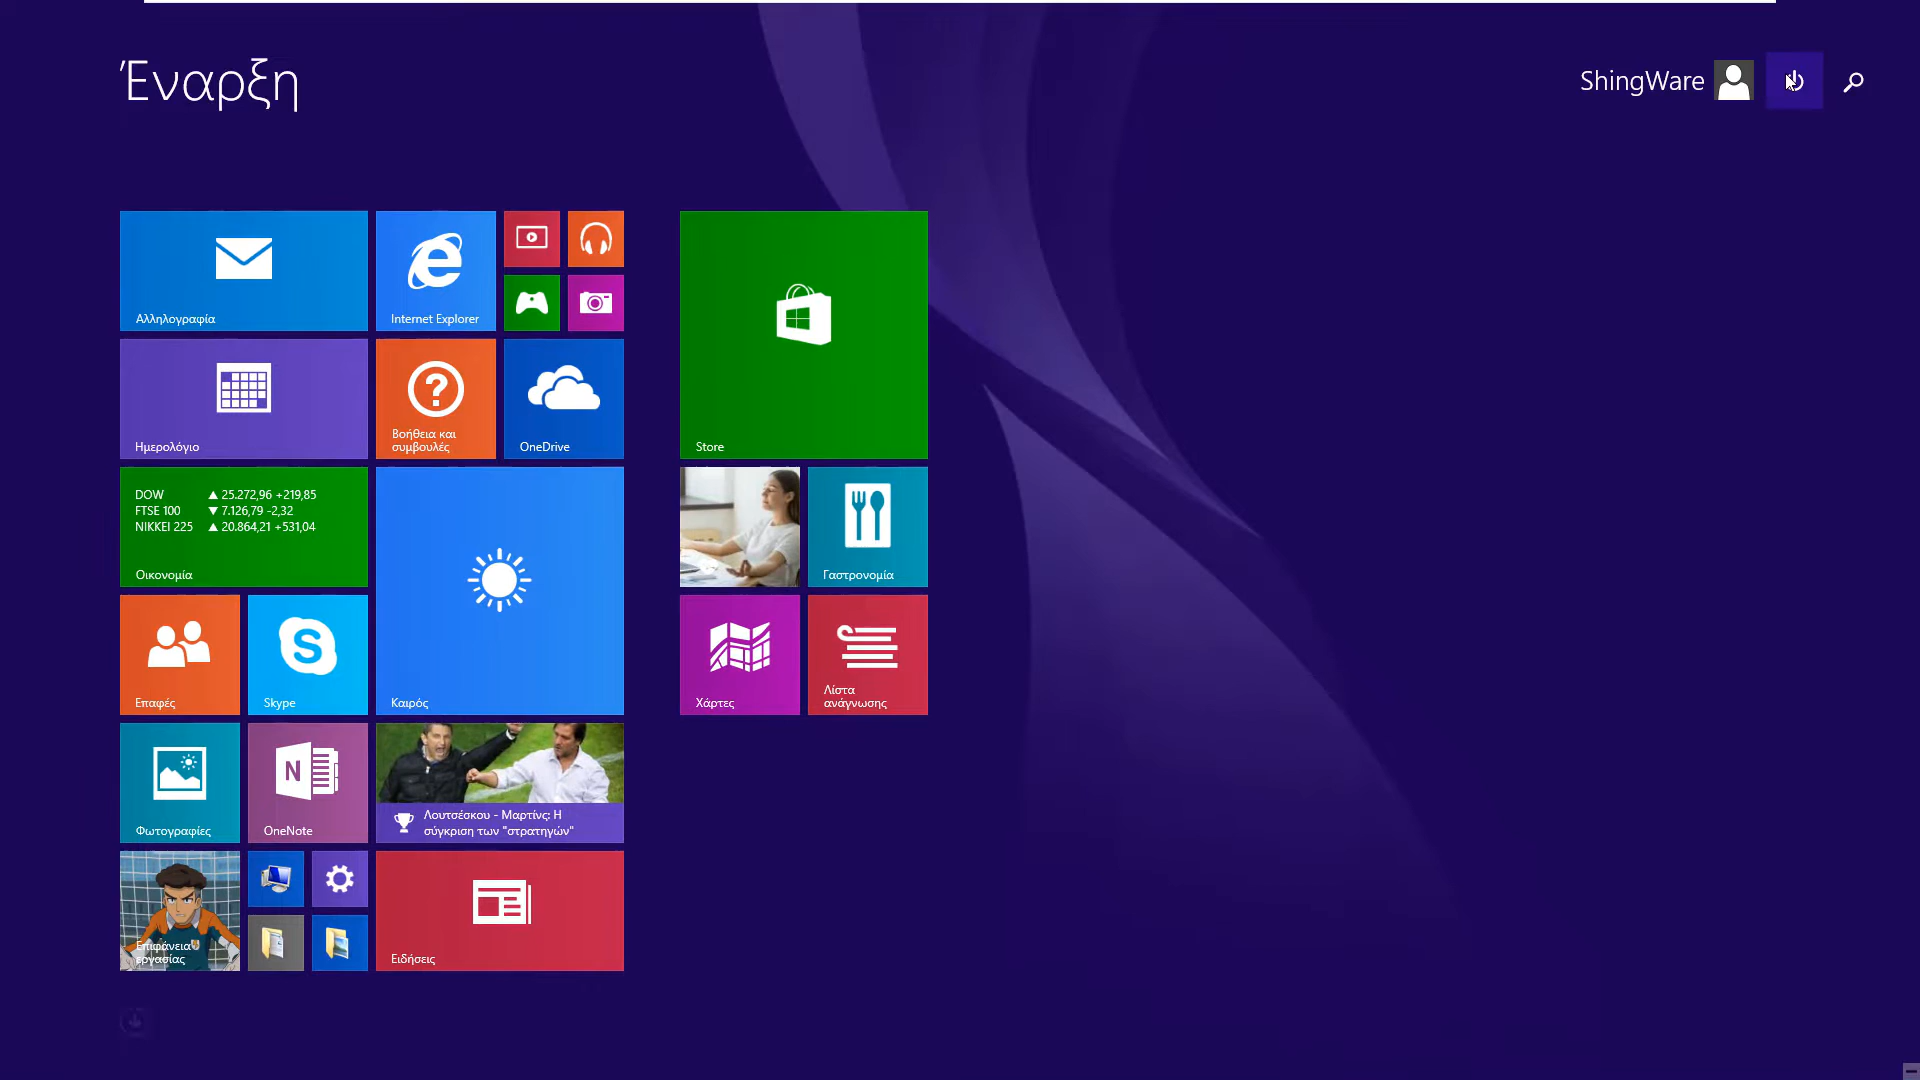 Έναρξη
ShingWare
Αλληλογραφία
Internet Explorer
Ημερολόγιο
Βοήθεια και
συμβουλές
OneDrive
Store
DOW ▲ 25.272,96 +219,85
FTSE 100 ▼ 7.126,79 -2,32
NIKKEI 225 ▲ 20.864,21 +531,04
Οικονομία
Γαστρονομία
Επαφές
Skype
Καιρός
Χάρτες
Λίστα
ανάγνωσης
Φωτογραφίες
N
OneNote
Λουτσέσκου - Μαρτίνς: Η
σύγκριση των "στρατηγών"
Επιφάνεια
εργασίας
Ειδήσεις